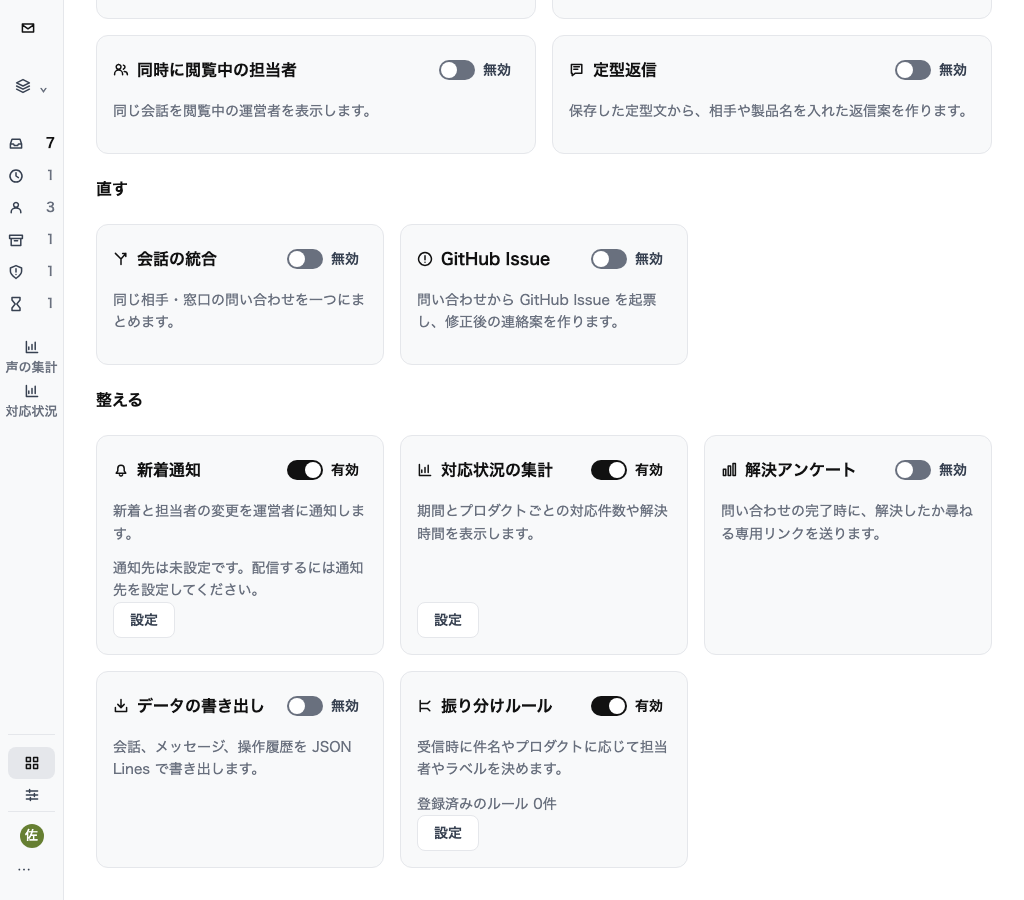 同時に閲覧中の担当者
無効
同じ会話を閲覧中の運営者を表示します。
定型返信
無効
保存した定型文から、相手や製品名を入れた返信案を作ります。
7
1
3
1
1
1
声の集計
対応状況
直す
会話の統合
無効
同じ相手・窓口の問い合わせを一つにま
とめます。
GitHub Issue
無効
問い合わせから GitHub Issue を起票
し、修正後の連絡案を作ります。
整える
新着通知
有効
新着と担当者の変更を運営者に通知しま
す。
通知先は未設定です。配信するには通知
先を設定してください。
設定
対応状況の集計
有効
期間とプロダクトごとの対応件数や解決
時間を表示します。
設定
解決アンケート
無効
問い合わせの完了時に、解決したか尋ね
る専用リンクを送ります。
データの書き出し
無効
会話、メッセージ、操作履歴を JSON
Lines で書き出します。
振り分けルール
有効
受信時に件名やプロダクトに応じて担当
者やラベルを決めます。
登録済みのルール 0件
設定
佐
…